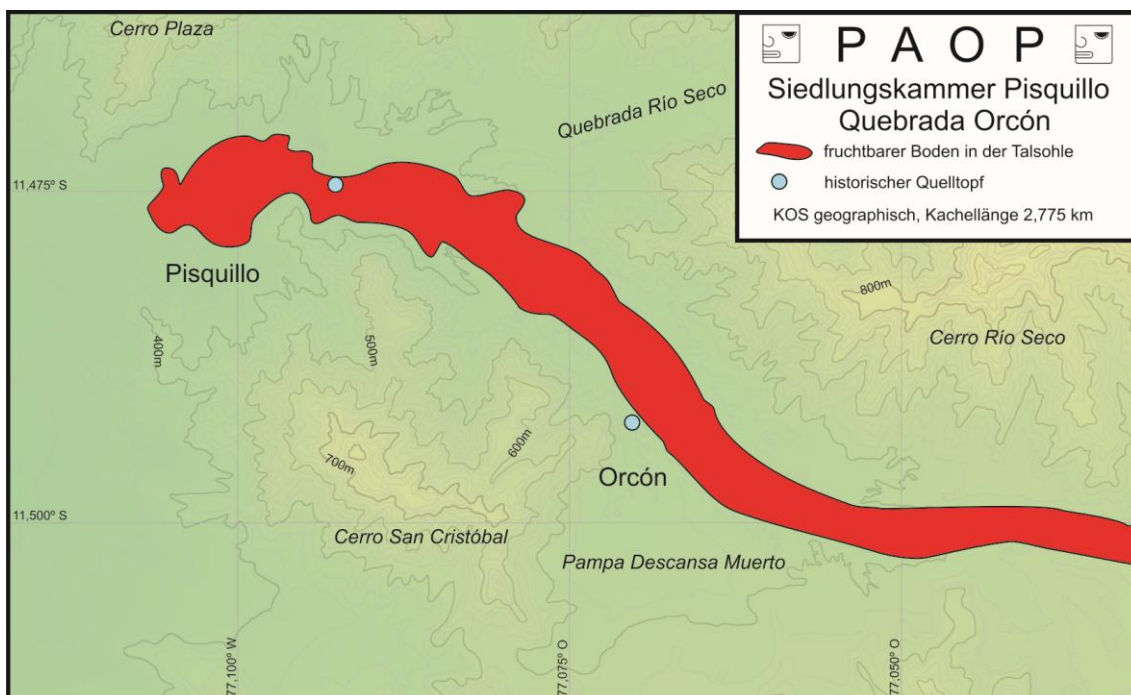 Cerro Plaza
P A O P
Siedlungskammer Pisquillo
Quebrada Orcón
fruchtbarer Boden in der Talsohle
historischer Quelltopf
KOS geographisch, Kachellänge 2,775 km
Quebrada Río Seco
11,475° S
Pisquillo
800m
400m
500m
Cerro Río Seco
600m
700m
Orcón
11,500° S
Cerro San Cristóbal
Pampa Descansa Muerto
77,100° W
77,075° O
77,050° O